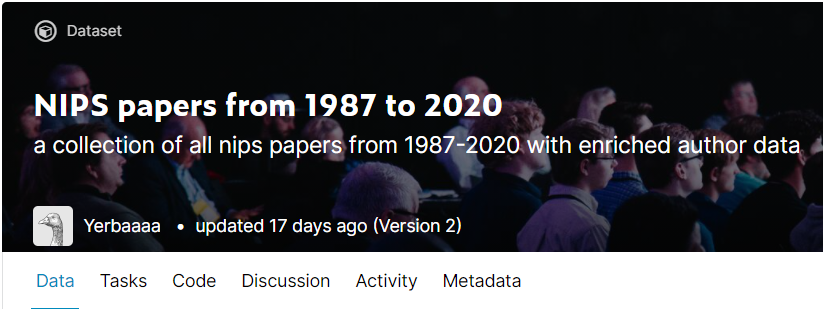 Dataset
NIPS papers from 1987 to 2020
a collection of all nips papers from 1987-2020 with enriched author data
Yerbaaaa • updated 17 days ago (Version 2)
Data Tasks Code Discussion Activity Metadata